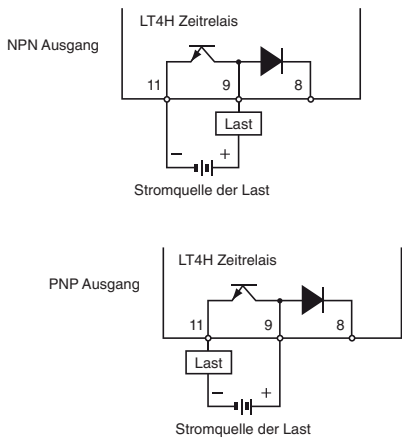 LT4H Zeitrelais
NPN Ausgang
11 9 8
Last
− +
Stromquelle der Last
LT4H Zeitrelais
PNP Ausgang
11 9 8
Last
− +
Stromquelle der Last